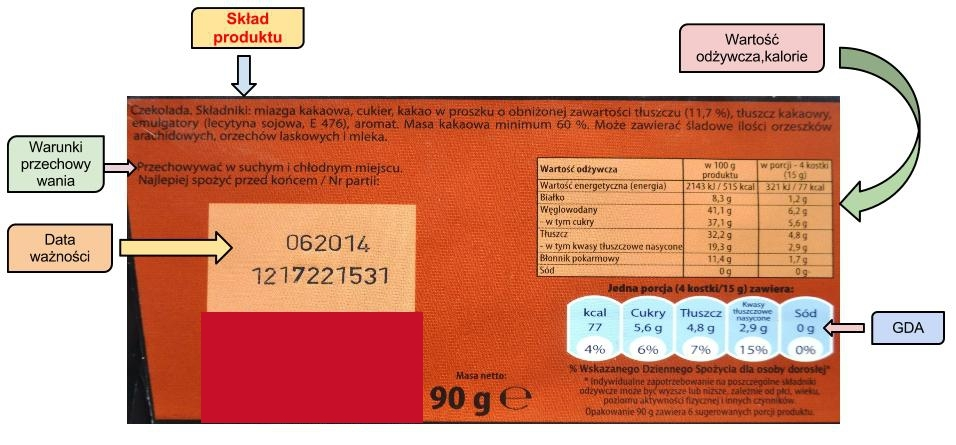 Skład
produktu
Wartość
odżywcza,kalorie
Czekolada. Składniki: miazga kakaowa, cukier, kakao w proszku o obniżonej zawartości tłuszczu (11,7 %), tłuszcz kakaowy,
emulgatory (lecytyna sojowa, E 476), aromat. Masa kakaowa minimum 60 %. Może zawierać śladowe ilości orzeszków
arachidowych, orzechów laskowych i mleka.
Warunki
przechowy
wania
Przechowywać w suchym i chłodnym miejscu.
Najlepiej spożyć przed końcem / Nr partii:
Data
ważności
062014
1217221531
Wartość odżywcza w 100 g produktu w porcji - 4 kostki (15 g)
Wartość energetyczna (energia) 2143 kJ / 515 kcal 321 kJ / 77 kcal
Białko 8,3 g 1,2 g
Węglowodany 41,1 g 6,2 g
- w tym cukry 37,1 g 5,6 g
Tłuszcz 32,2 g 4,8 g
- w tym kwasy tłuszczowe nasycone 19,3 g 2,9 g
Błonnik pokarmowy 11,4 g 1,7 g
Sód 0 g 0 g
Jedna porcja (4 kostki/15 g) zawiera:
kcal Cukry Tłuszcz Kwasy tłuszczowe nasycone Sód
77 5,6 g 4,8 g 2,9 g 0 g
4% 6% 7% 15% 0%
GDA
% Wskazanego Dziennego Spożycia dla osoby dorosłej*
* Indywidualne zapotrzebowanie na poszczególne składniki
odżywcze może być wyższe lub niższe, zależnie od płci, wieku,
poziomu aktywności fizycznej i innych czynników.
Opakowanie 90 g zawiera 6 sugerowanych porcji produktu.
Masa netto:
90 g e